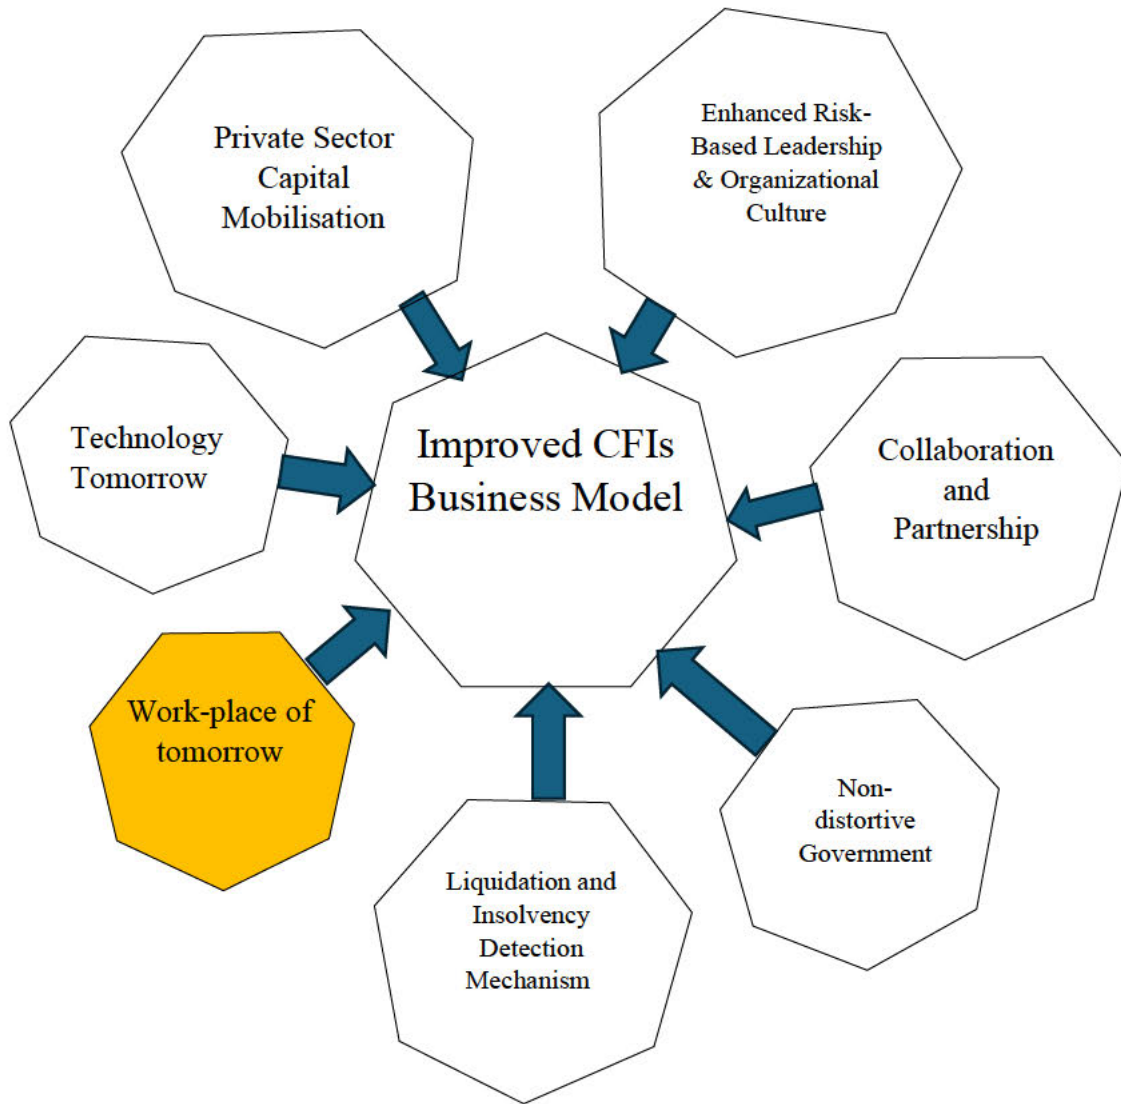 Private Sector
Capital
Mobilisation
Enhanced Risk-
Based Leadership
& Organizational
Culture
Technology
Tomorrow
Improved CFIs
Business Model
Collaboration
and
Partnership
Work-place of
tomorrow
Non-
distortive
Government
Liquidation and
Insolvency
Detection
Mechanism